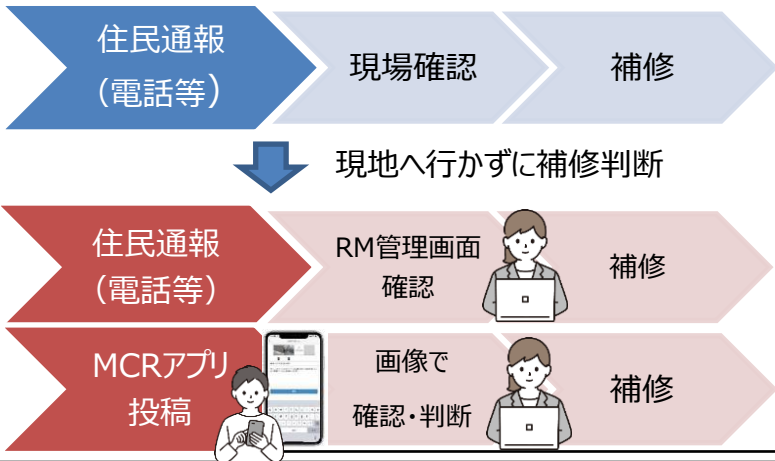 住民通報
（電話等）
現場確認
補修
現地へ行かずに補修判断
住民通報
（電話等）
RM管理画面
確認
補修
MCRアプリ
投稿
画像で
確認・判断
補修